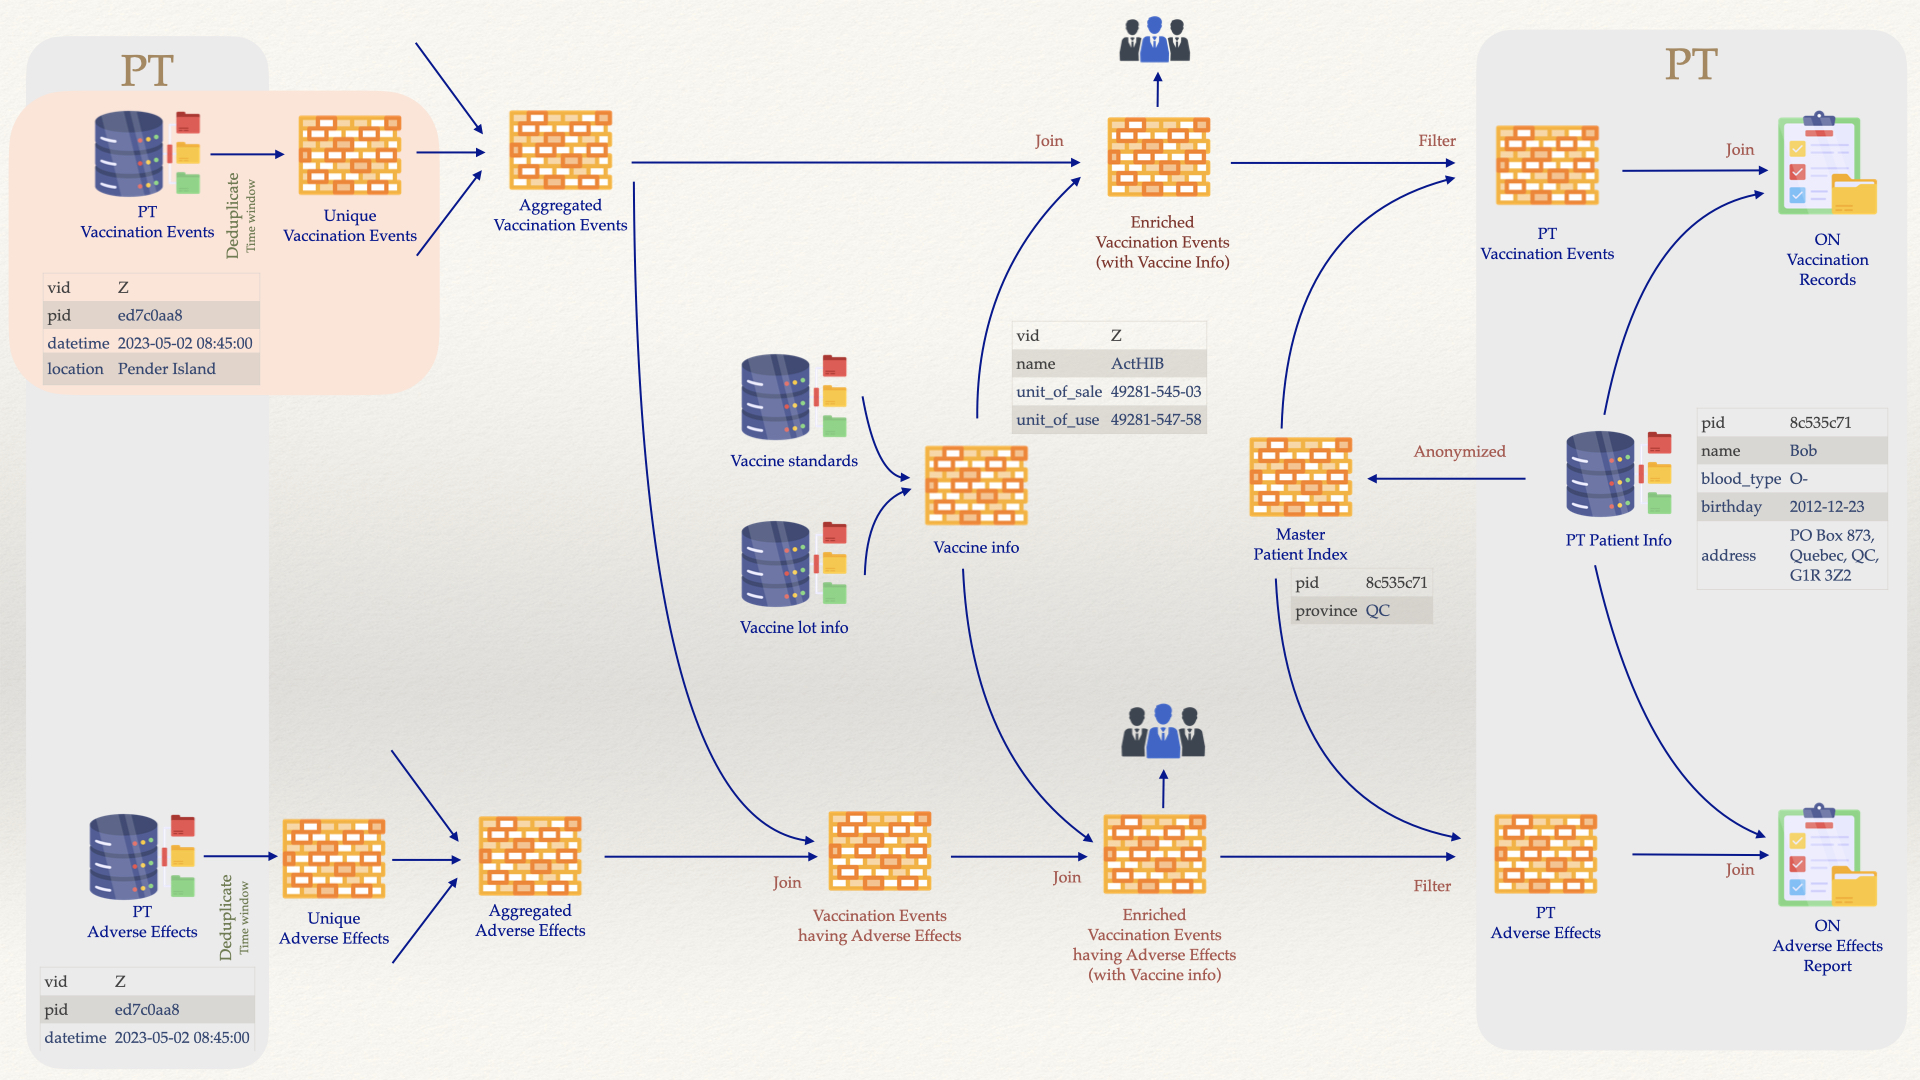 PT
PT
Vaccination Events
Deduplicate
Time window
Unique
Vaccination Events
vid Z
pid ed7c0aa8
datetime 2023-05-02 08:45:00
location Pender Island
Aggregated
Vaccination Events
Join
Enriched
Vaccination Events
(with Vaccine Info)
Filter
PT
PT
Vaccination Events
Join
ON
Vaccination
Records
Vaccine standards
Vaccine lot info
Vaccine info
vid Z
name ActHIB
unit_of_sale 49281-545-03
unit_of_use 49281-547-58
Master
Patient Index
pid 8c535c71
province QC
Anonymized
PT Patient Info
pid 8c535c71
name Bob
blood_type O-
birthday 2012-12-23
address PO Box 873,
Quebec, QC,
G1R 3Z2
PT
Adverse Effects
Deduplicate
Time window
vid Z
pid ed7c0aa8
datetime 2023-05-02 08:45:00
Unique
Adverse Effects
Aggregated
Adverse Effects
Join
Vaccination Events
having Adverse Effects
Join
Enriched
Vaccination Events
having Adverse Effects
(with Vaccine info)
Filter
PT
Adverse Effects
Join
ON
Adverse Effects
Report